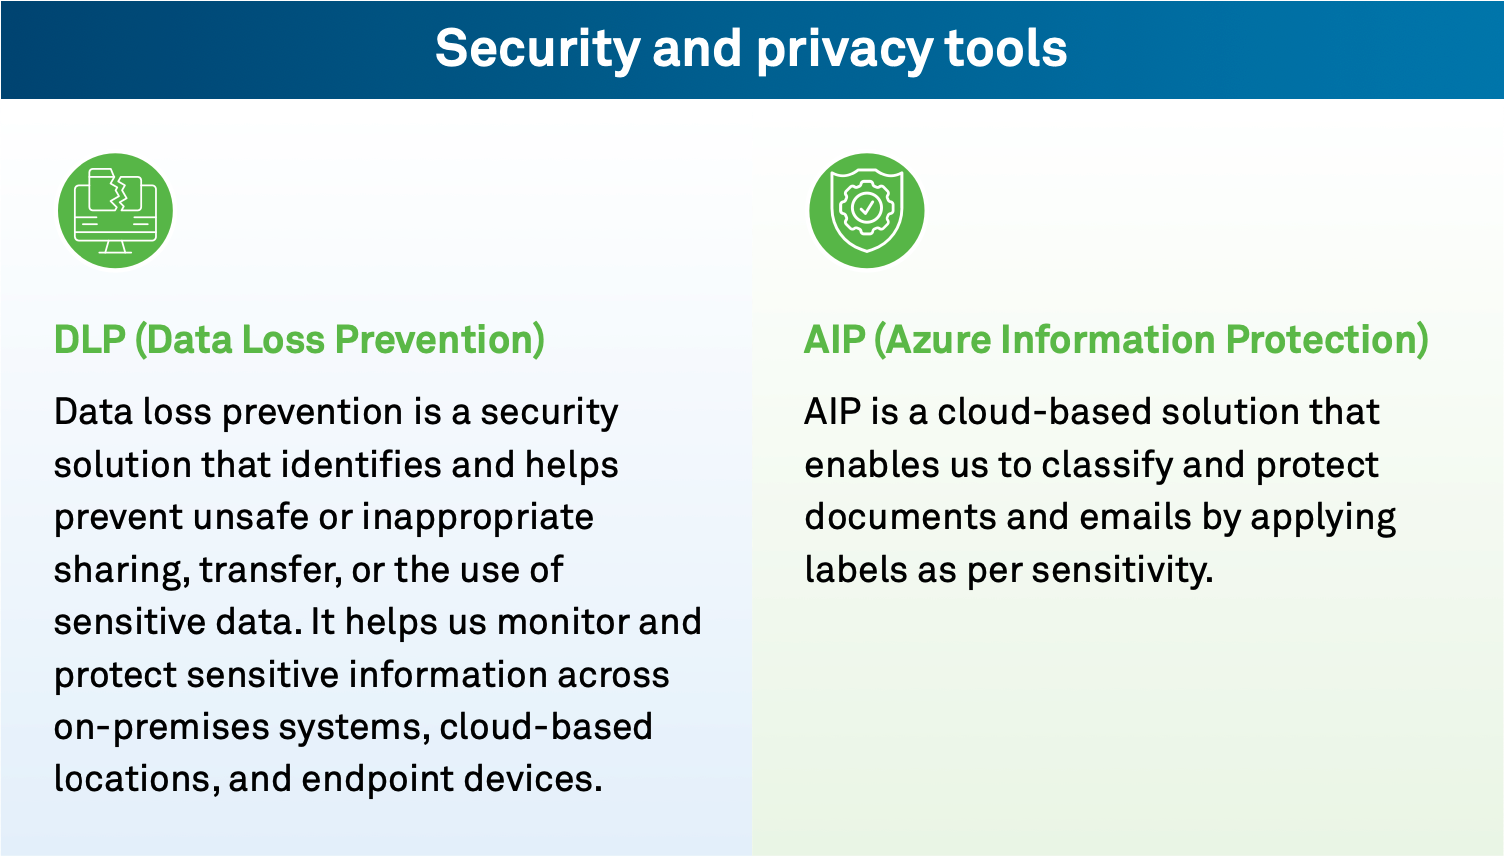 Security and privacy tools
DLP (Data Loss Prevention)
Data loss prevention is a security
solution that identifies and helps
prevent unsafe or inappropriate
sharing, transfer, or the use of
sensitive data. It helps us monitor and
protect sensitive information across
on-premises systems, cloud-based
locations, and endpoint devices.
AIP (Azure Information Protection)
AIP is a cloud-based solution that
enables us to classify and protect
documents and emails by applying
labels as per sensitivity.